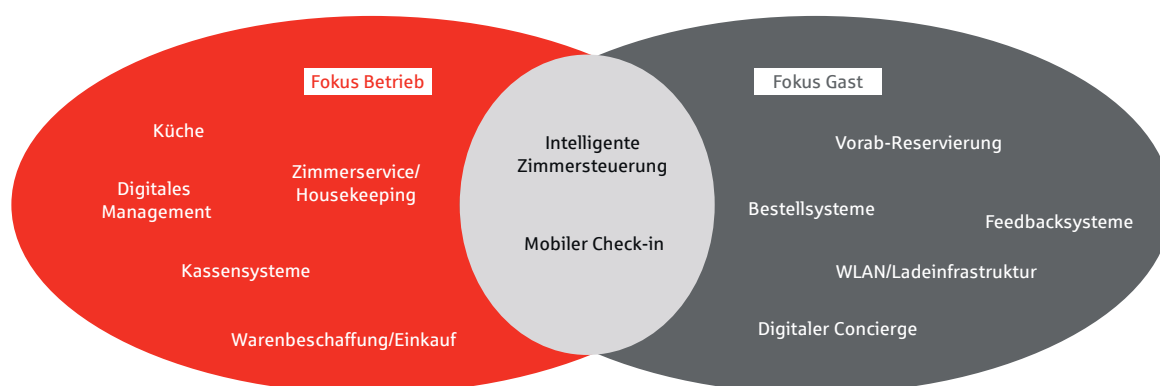 Fokus Betrieb
Küche
Zimmerservice/
Housekeeping
Digitales
Management
Kassensysteme
Warenbeschaffung/Einkauf
Intelligente
Zimmersteuerung
Mobiler Check-in
Fokus Gast
Vorab-Reservierung
Bestellsysteme
Feedbacksysteme
WLAN/Ladeinfrastruktur
Digitaler Concierge